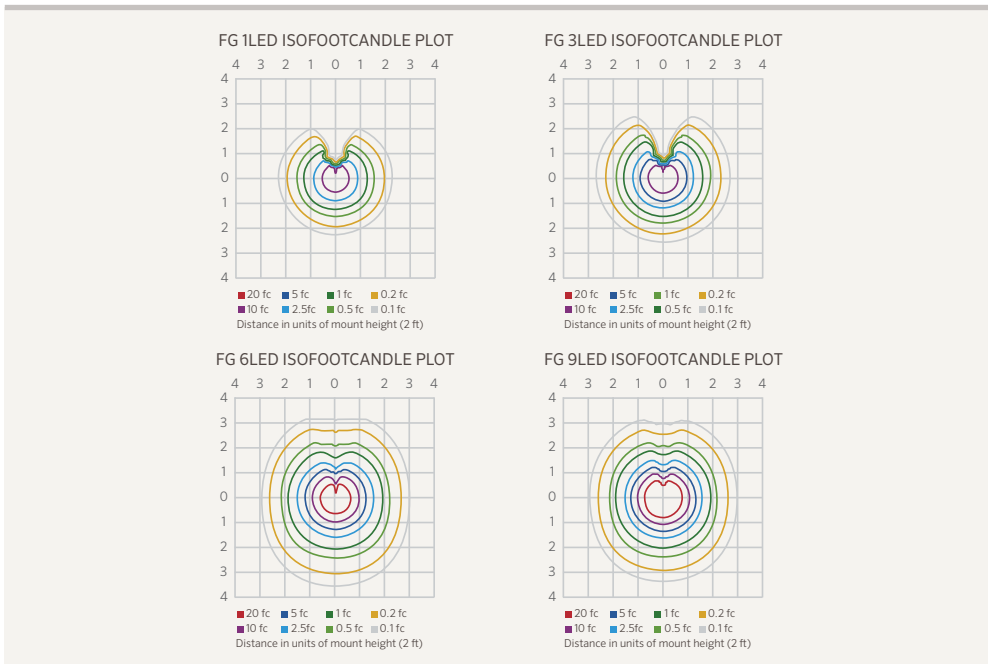 FG 1LED ISOFOOTCANDLE PLOT
4 3 2 1 0 1 2 3 4
4
3
2
1
0
1
2
3
4
20 fc 5 fc 1 fc 0.2 fc
10 fc 2.5fc 0.5 fc 0.1 fc
Distance in units of mount height (2 ft)
FG 3LED ISOFOOTCANDLE PLOT
4 3 2 1 0 1 2 3 4
4
3
2
1
0
1
2
3
4
20 fc 5 fc 1 fc 0.2 fc
10 fc 2.5fc 0.5 fc 0.1 fc
Distance in units of mount height (2 ft)
FG 6LED ISOFOOTCANDLE PLOT
4 3 2 1 0 1 2 3 4
4
3
2
1
0
1
2
3
4
20 fc 5 fc 1 fc 0.2 fc
10 fc 2.5fc 0.5 fc 0.1 fc
Distance in units of mount height (2 ft)
FG 9LED ISOFOOTCANDLE PLOT
4 3 2 1 0 1 2 3 4
4
3
2
1
0
1
2
3
4
20 fc 5 fc 1 fc 0.2 fc
10 fc 2.5fc 0.5 fc 0.1 fc
Distance in units of mount height (2 ft)